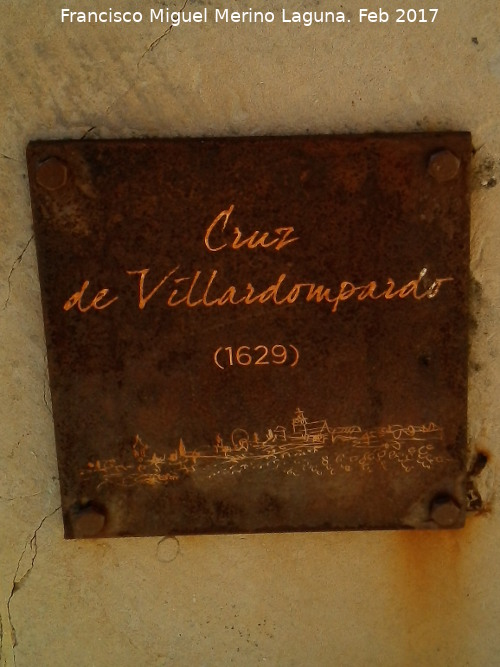 Francisco Miguel Merino Laguna. Feb 2017
Cruz
de Villardompardo
(1629)